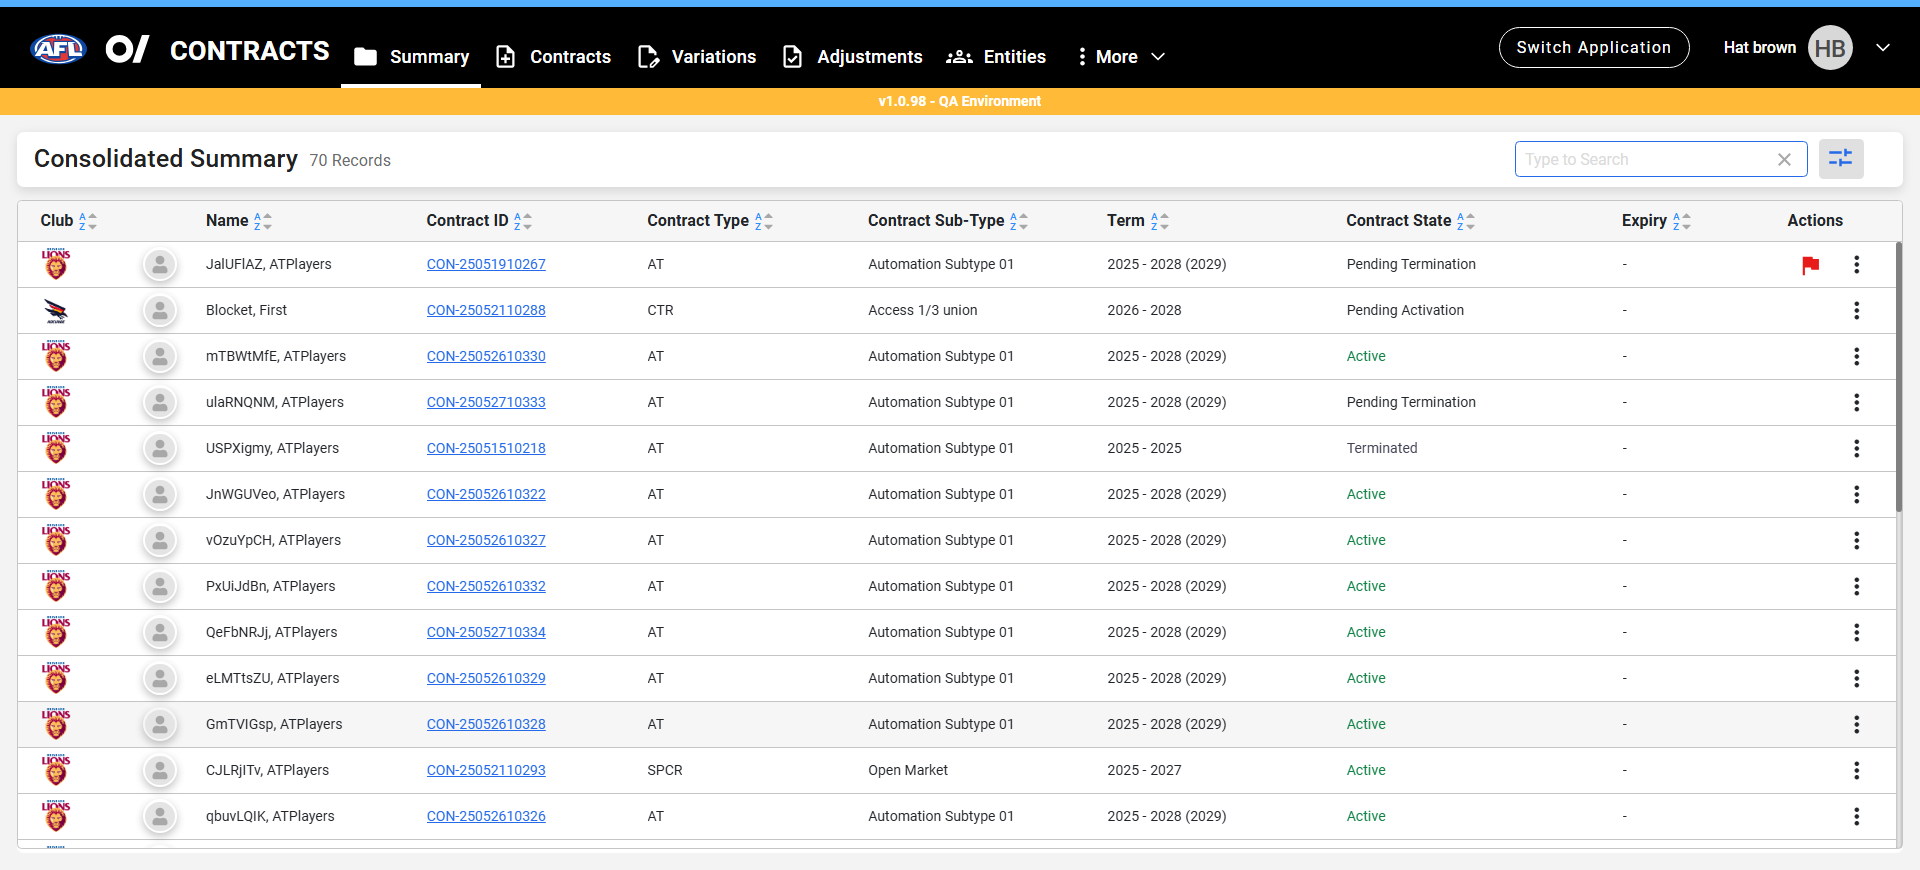 AFL CONTRACTS Summary Contracts Variations Adjustments Entities More Switch Application Hat brown HB
v1.0.98 - QA Environment
Consolidated Summary 70 Records Type to Search
Club Name Contract ID Contract Type Contract Sub-Type Term Contract State Expiry Actions
LIONS JalUFlAZ, ATPlayers CON-25051910267 AT Automation Subtype 01 2025 - 2028 (2029) Pending Termination -
Blocket, First CON-25052110288 CTR Access 1/3 union 2026 - 2028 Pending Activation -
LIONS mTBWtMfE, ATPlayers CON-25052610330 AT Automation Subtype 01 2025 - 2028 (2029) Active -
LIONS ulaRNQNM, ATPlayers CON-25052710333 AT Automation Subtype 01 2025 - 2028 (2029) Pending Termination -
LIONS USPXigmy, ATPlayers CON-25051510218 AT Automation Subtype 01 2025 - 2025 Terminated -
LIONS JnWGUVeo, ATPlayers CON-25052610322 AT Automation Subtype 01 2025 - 2028 (2029) Active -
LIONS vOzuYpCH, ATPlayers CON-25052610327 AT Automation Subtype 01 2025 - 2028 (2029) Active -
LIONS PxUiJdBn, ATPlayers CON-25052610332 AT Automation Subtype 01 2025 - 2028 (2029) Active -
LIONS QeFbNRJj, ATPlayers CON-25052710334 AT Automation Subtype 01 2025 - 2028 (2029) Active -
LIONS eLMTtsZU, ATPlayers CON-25052610329 AT Automation Subtype 01 2025 - 2028 (2029) Active -
LIONS GmTVIGsp, ATPlayers CON-25052610328 AT Automation Subtype 01 2025 - 2028 (2029) Active -
LIONS CJLRjITv, ATPlayers CON-25052110293 SPCR Open Market 2025 - 2027 Active -
LIONS qbuvLQIK, ATPlayers CON-25052610326 AT Automation Subtype 01 2025 - 2028 (2029) Active -